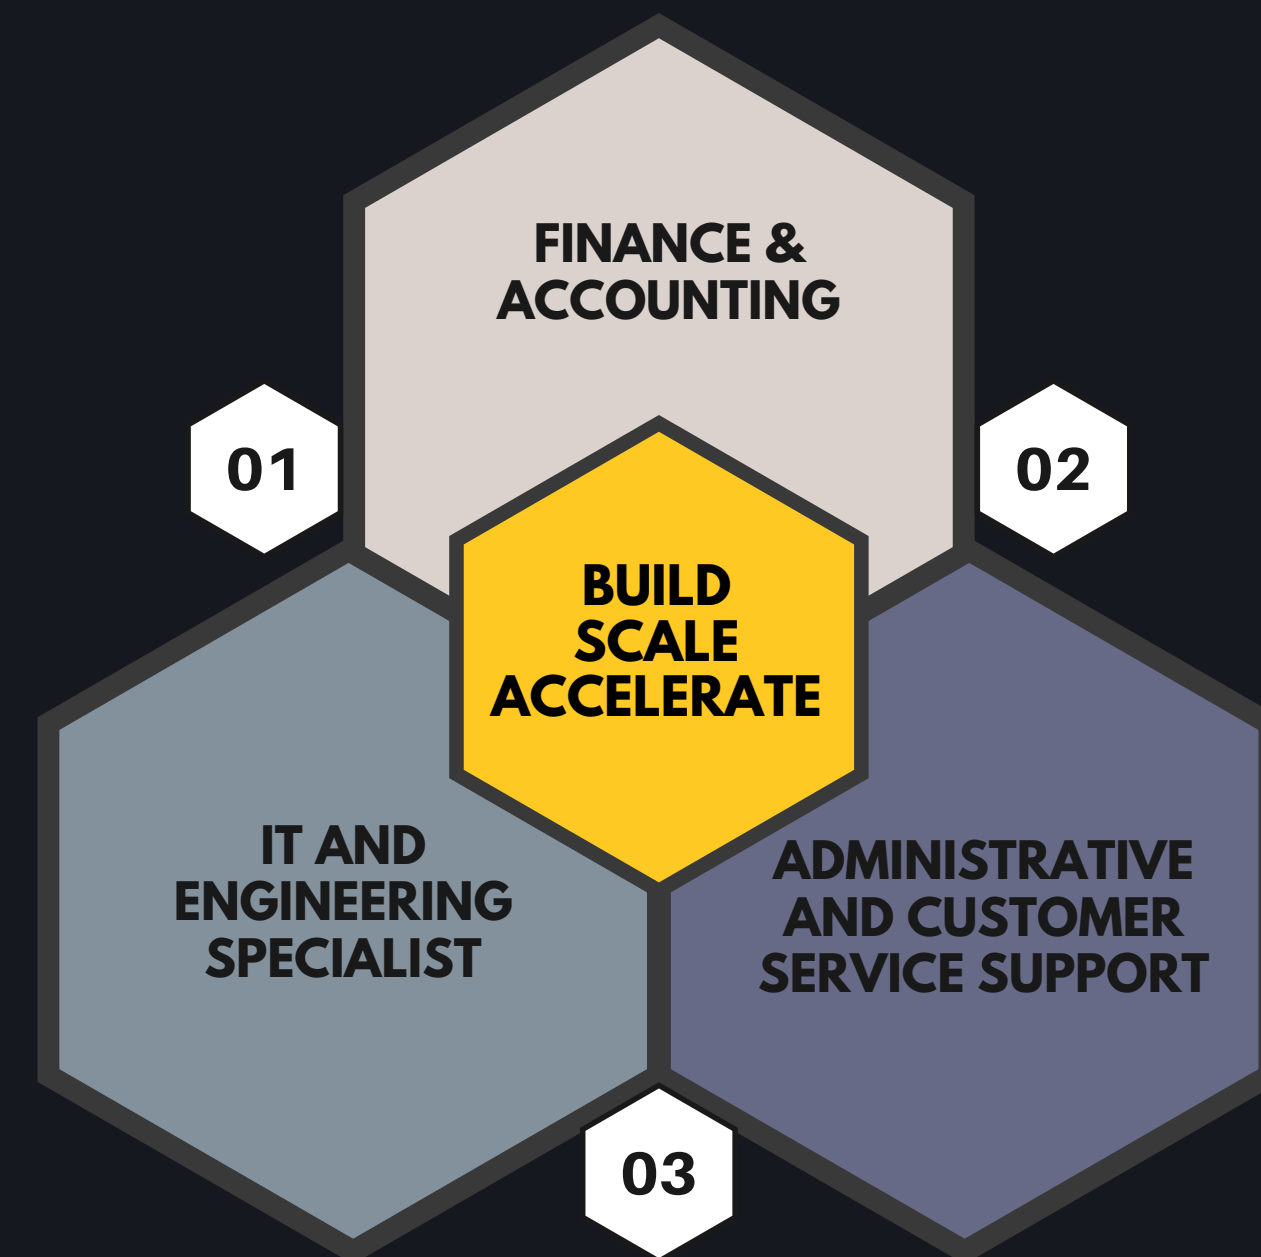 FINANCE &
ACCOUNTING
01
02
BUILD
SCALE
ACCELERATE
IT AND
ENGINEERING
SPECIALIST
ADMINISTRATIVE
AND CUSTOMER
SERVICE SUPPORT
03